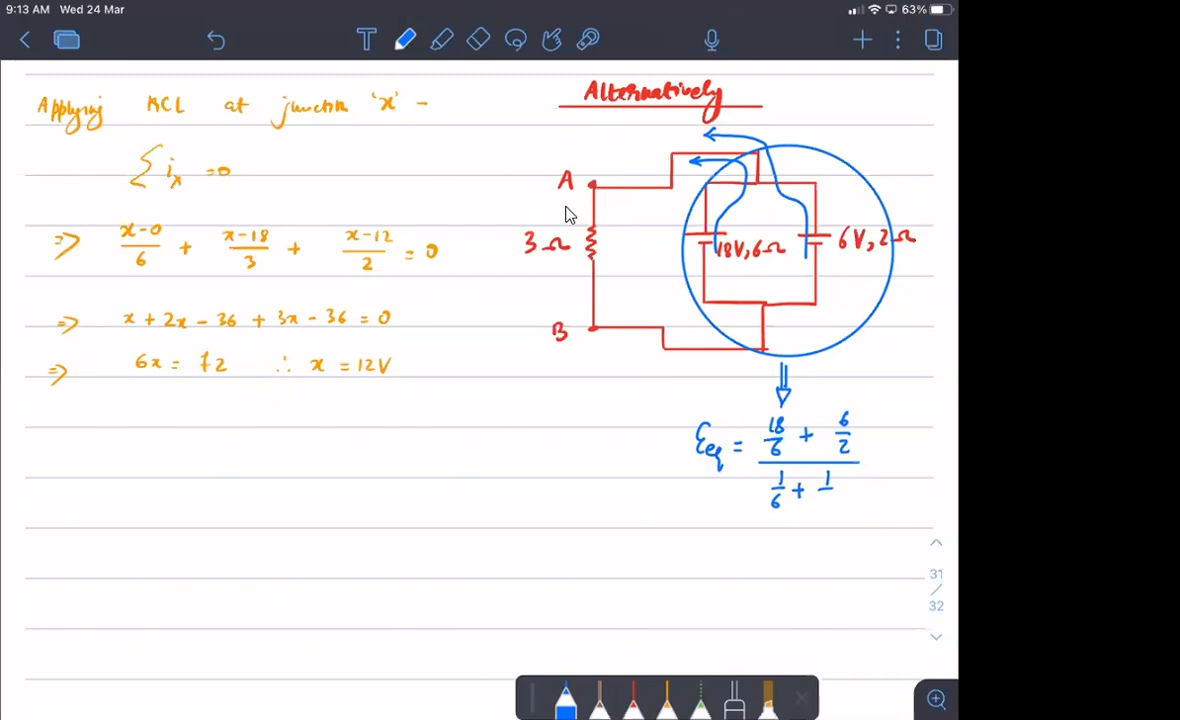 9:13 AM Wed 24 Mar
63%
Applying KCL at junction 'x' -
∑ i_x = 0
⇒ (x-0)/6 + (x-18)/3 + (x-12)/2 = 0
⇒ x + 2x - 36 + 3x - 36 = 0
⇒ 6x = 72 ∴ x = 12V
Alternatively
A
3Ω
18V, 6Ω
6V, 2Ω
B
⇓
ε_eq = (18/6 + 6/2) / (1/6 + 1/
31
/
32